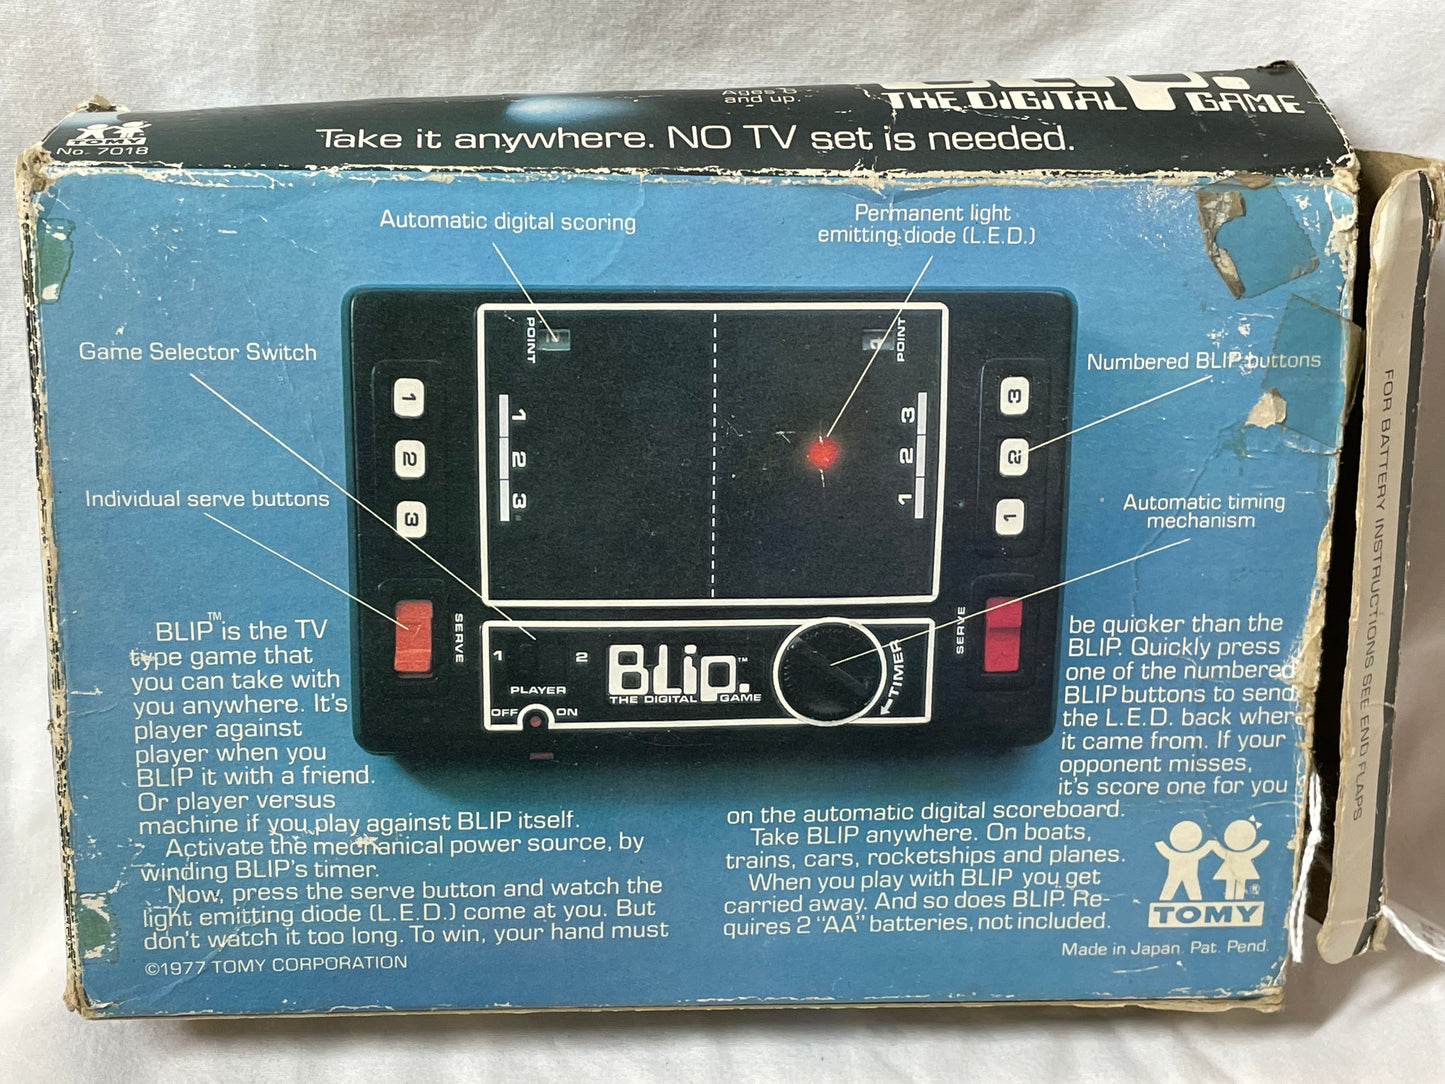 BLIP.
THE DIGITAL GAME
Ages 8
and up.
TOMY
No. 7018
Take it anywhere. NO TV set is needed.
Automatic digital scoring
Permanent light
emitting diode (L.E.D.)
Game Selector Switch
Numbered BLIP buttons
Individual serve buttons
Automatic timing
mechanism
POINT
POINT
1
2
3
1
2
3
3
2
1
3
2
1
SERVE
SERVE
1
2
PLAYER
OFF
ON
BLIP.™
THE DIGITAL GAME
TIMER
BLIP™ is the TV
type game that
you can take with
you anywhere. It's
player against
player when you
BLIP it with a friend.
Or player versus
machine if you play against BLIP itself.
Activate the mechanical power source, by
winding BLIP's timer.
Now, press the serve button and watch the
light emitting diode (L.E.D.) come at you. But
don't watch it too long. To win, your hand must
©1977 TOMY CORPORATION
be quicker than the
BLIP. Quickly press
one of the numbered
BLIP buttons to send
the L.E.D. back where
it came from. If your
opponent misses,
it's score one for you
on the automatic digital scoreboard.
Take BLIP anywhere. On boats,
trains, cars, rocketships and planes.
When you play with BLIP you get
carried away. And so does BLIP. Re-
quires 2 "AA" batteries, not included.
TOMY®
Made in Japan. Pat. Pend.
FOR BATTERY INSTRUCTIONS SEE END FLAPS